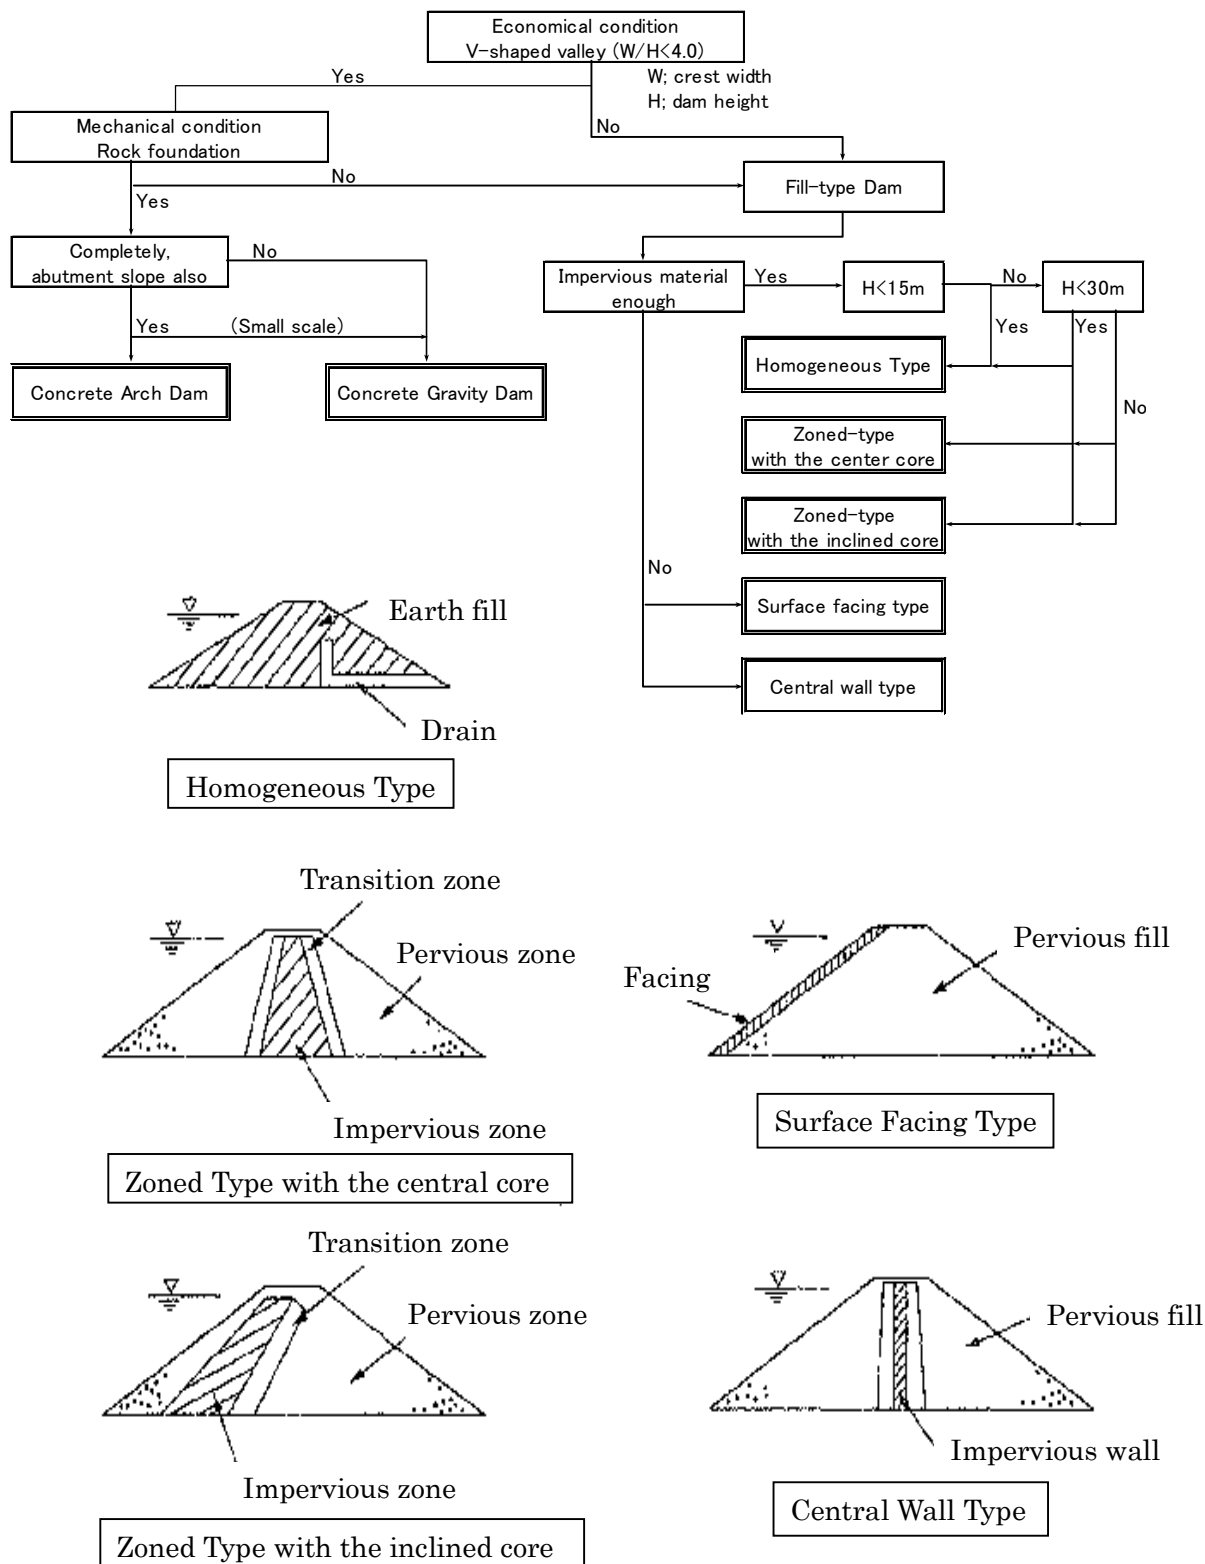 Economical condition
V-shaped valley (W/H<4.0)
Yes
W; crest width
H; dam height
No
Mechanical condition
Rock foundation
No
Fill-type Dam
Yes
Completely,
abutment slope also
No
Impervious material
enough
Yes
H<15m
No
H<30m
Yes
(Small scale)
Yes
Yes
Homogeneous Type
Concrete Arch Dam
Concrete Gravity Dam
No
Zoned-type
with the center core
Zoned-type
with the inclined core
No
Surface facing type
Central wall type
Earth fill
Drain
Homogeneous Type
Transition zone
Pervious zone
Impervious zone
Zoned Type with the central core
Pervious fill
Facing
Surface Facing Type
Transition zone
Pervious zone
Impervious zone
Zoned Type with the inclined core
Pervious fill
Impervious wall
Central Wall Type